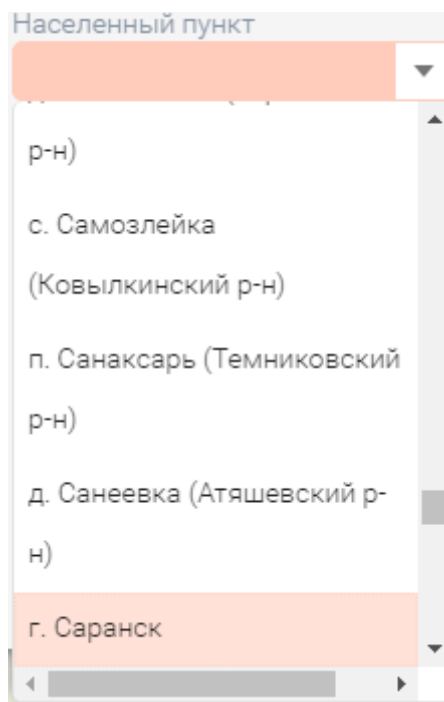 Населенный пункт
р-н)
с. Самозлейка
(Ковылкинский р-н)
п. Санаксарь (Темниковский
р-н)
д. Санеевка (Атяшевский р-
н)
г. Саранск